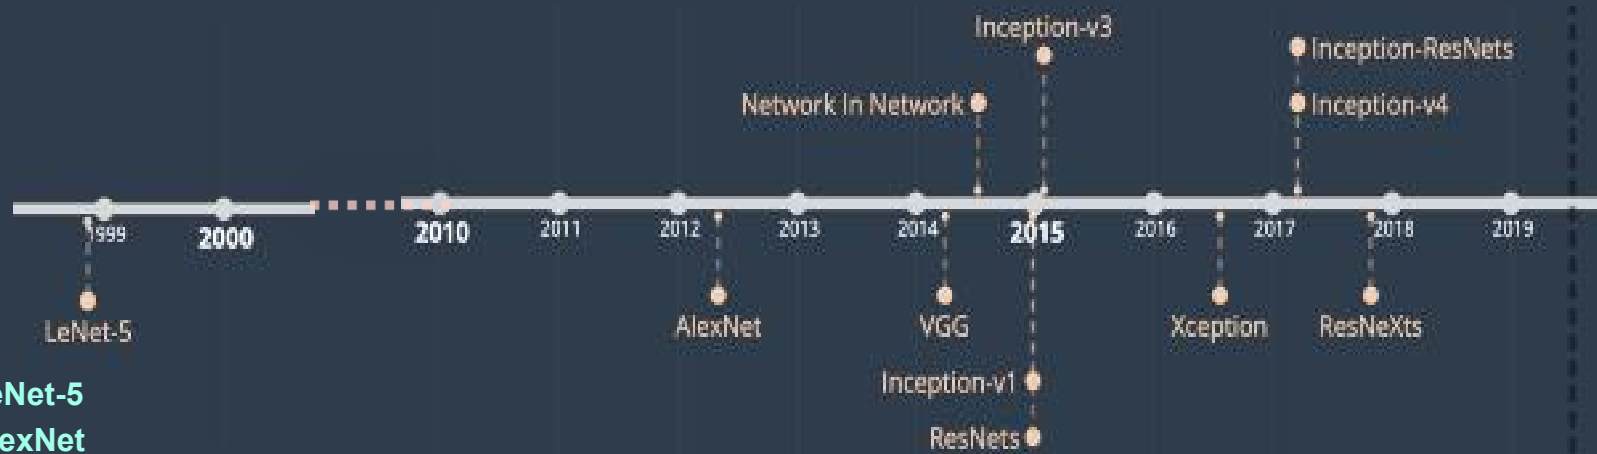 Inception-v3
Inception-ResNets
Network In Network
Inception-v4
1999
2000
2010
2011
2012
2013
2014
2015
2016
2017
2018
2019
LeNet-5
AlexNet
VGG
Xception
ResNeXts
Inception-v1
ResNets
eNet-5
exNet